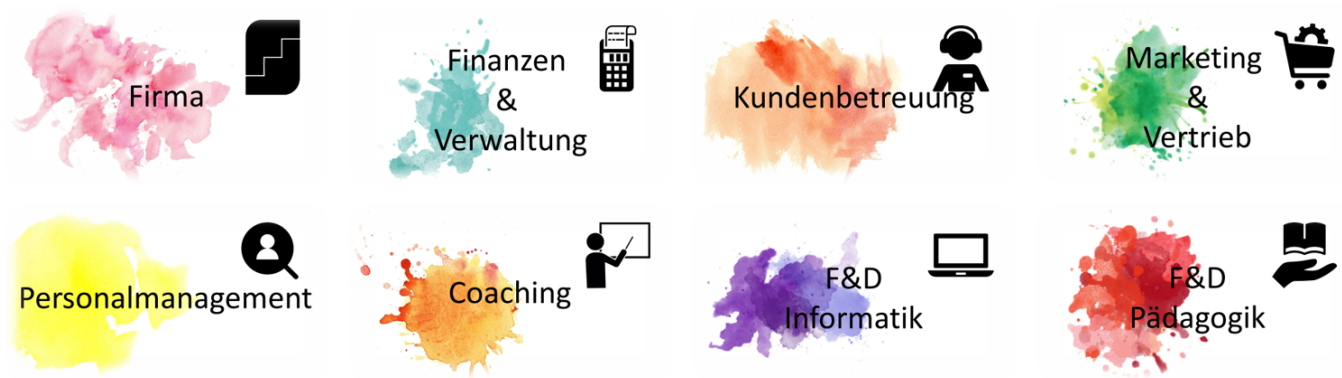 Firma
Finanzen
&
Verwaltung
Kundenbetreuung
Marketing
&
Vertrieb
Personalmanagement
Coaching
F&D
Informatik
F&D
Pädagogik